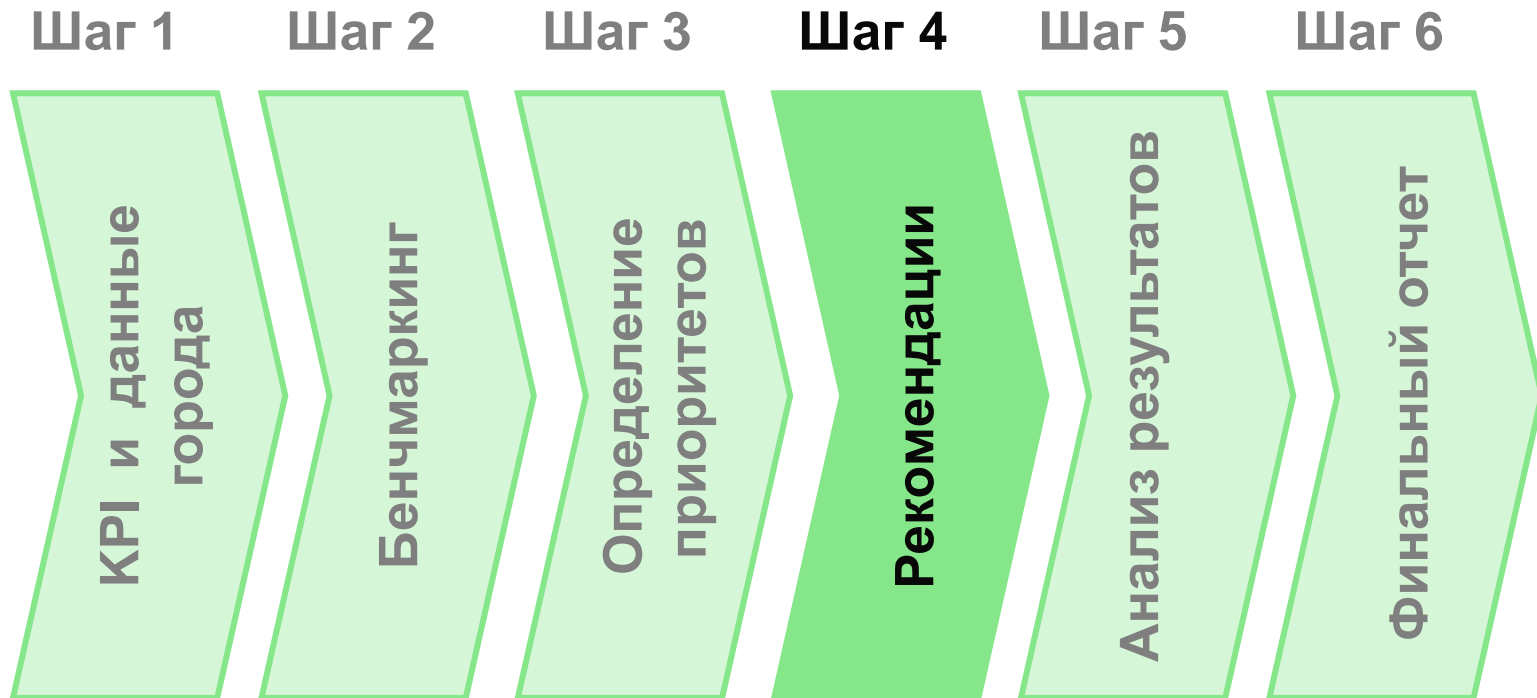 Шаг 1
Шаг 2
Шаг 3
Шаг 4
Шаг 5
Шаг 6
KPI и данные
города
Бенчмаркинг
Определение
приоритетов
Рекомендации
Анализ результатов
Финальный отчет